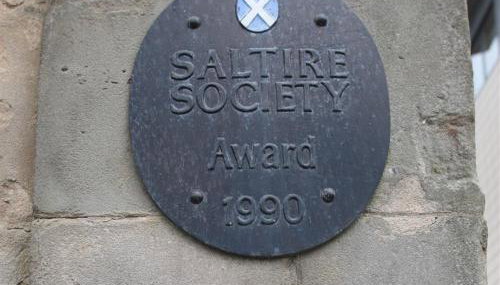 SALTIRE
SOCIETY
Award
1990